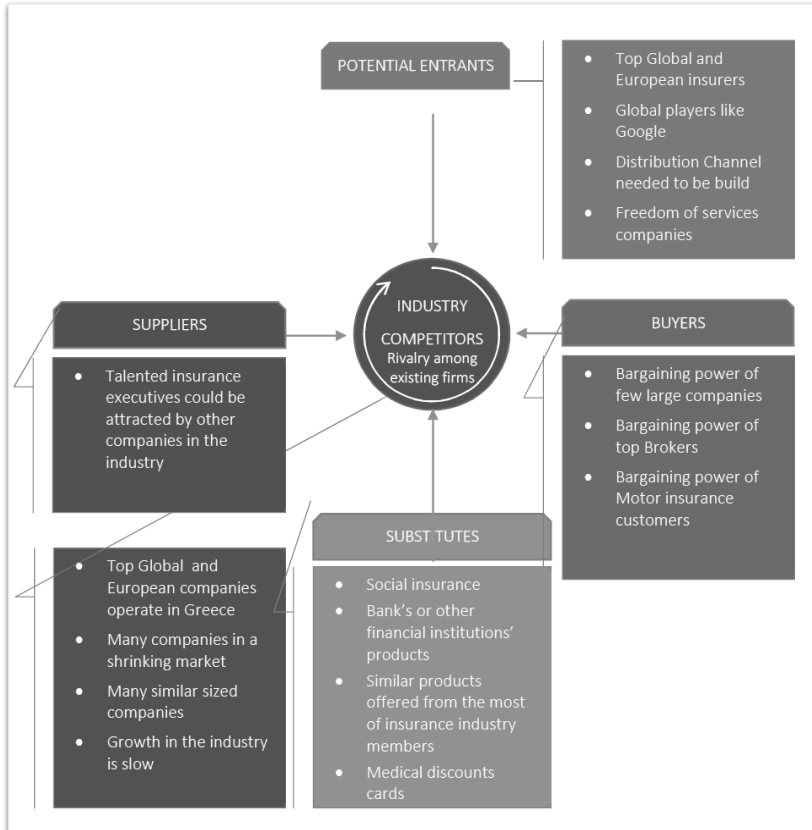 POTENTIAL ENTRANTS
• Top Global and
European insurers
• Global players like
Google
• Distribution Channel
needed to be build
• Freedom of services
companies
INDUSTRY
COMPETITORS
Rivalry among
existing firms
SUPPLIERS
• Talented insurance
executives could be
attracted by other
companies in the
industry
BUYERS
• Bargaining power of
few large companies
• Bargaining power of
top Brokers
• Bargaining power of
Motor insurance
customers
• Top Global and
European companies
operate in Greece
• Many companies in a
shrinking market
• Many similar sized
companies
• Growth in the industry
is slow
SUBST TUTES
• Social insurance
• Bank’s or other
financial institutions’
products
• Similar products
offered from the most
of insurance industry
members
• Medical discounts
cards